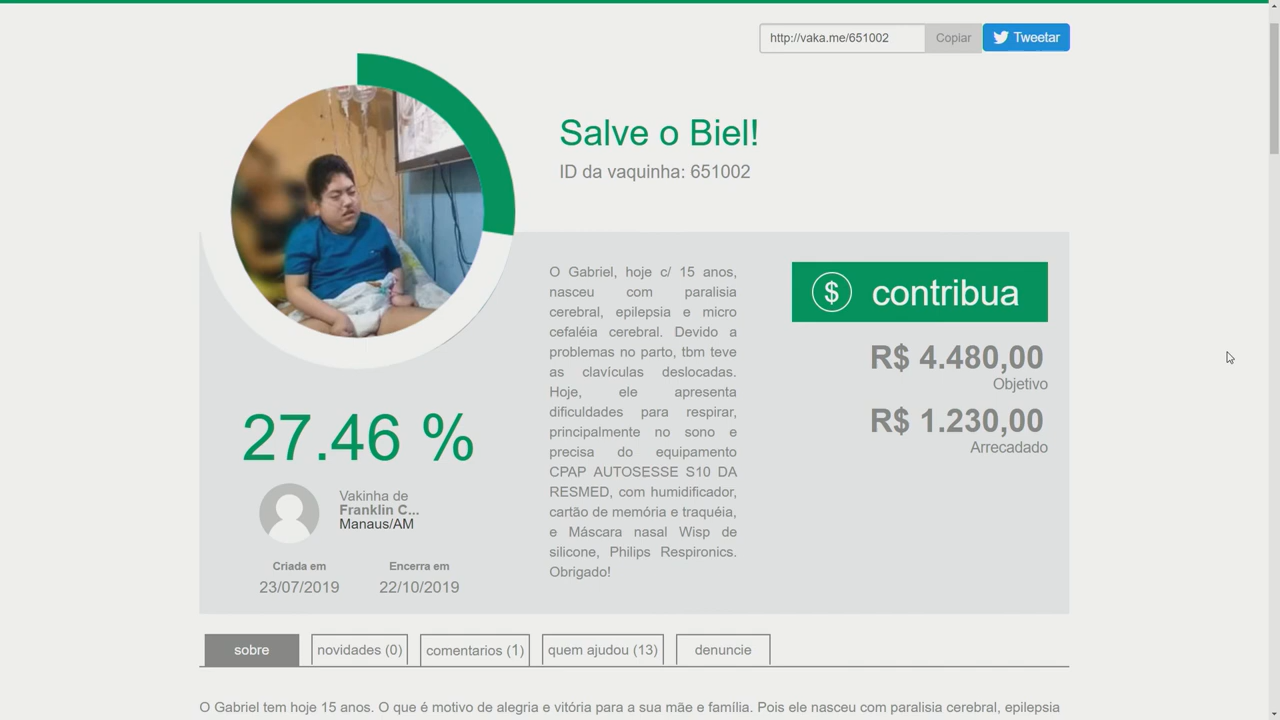 http://vaka.me/651002
Copiar
Tweetar
Salve o Biel!
ID da vaquinha: 651002
O Gabriel, hoje c/ 15 anos,
nasceu com paralisia
cerebral, epilepsia e micro
cefaléia cerebral. Devido a
problemas no parto, tbm teve
as clavículas deslocadas.
Hoje, ele apresenta
dificuldades para respirar,
principalmente no sono e
precisa do equipamento
CPAP AUTOSESSE S10 DA
RESMED, com humidificador,
cartão de memória e traquéia,
e Máscara nasal Wisp de
silicone, Philips Respironics.
Obrigado!
$ contribua
R$ 4.480,00
Objetivo
R$ 1.230,00
Arrecadado
27.46 %
Vakinha de
Franklin C...
Manaus/AM
Criada em
23/07/2019
Encerra em
22/10/2019
sobre
novidades (0)
comentarios (1)
quem ajudou (13)
denuncie
O Gabriel tem hoje 15 anos. O que é motivo de alegria e vitória para a sua mãe e família. Pois ele nasceu com paralisia cerebral, epilepsia